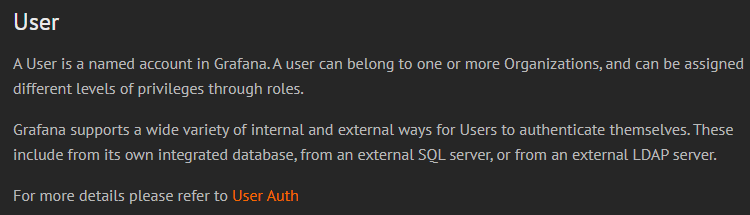 User
A User is a named account in Grafana. A user can belong to one or more Organizations, and can be assigned
different levels of privileges through roles.
Grafana supports a wide variety of internal and external ways for Users to authenticate themselves. These
include from its own integrated database, from an external SQL server, or from an external LDAP server.
For more details please refer to User Auth